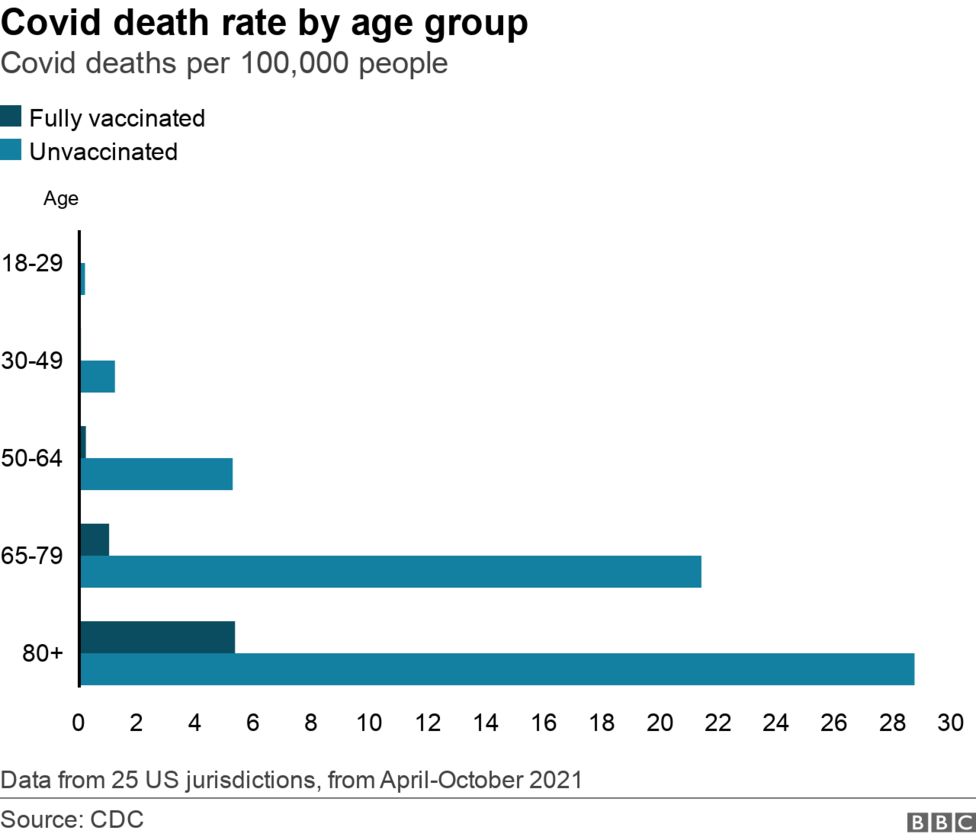 Covid death rate by age group
Covid deaths per 100,000 people
Fully vaccinated
Unvaccinated
Age
18-29
30-49
50-64
65-79
80+
0 2 4 6 8 10 12 14 16 18 20 22 24 26 28 30
Data from 25 US jurisdictions, from April-October 2021
Source: CDC
BBC